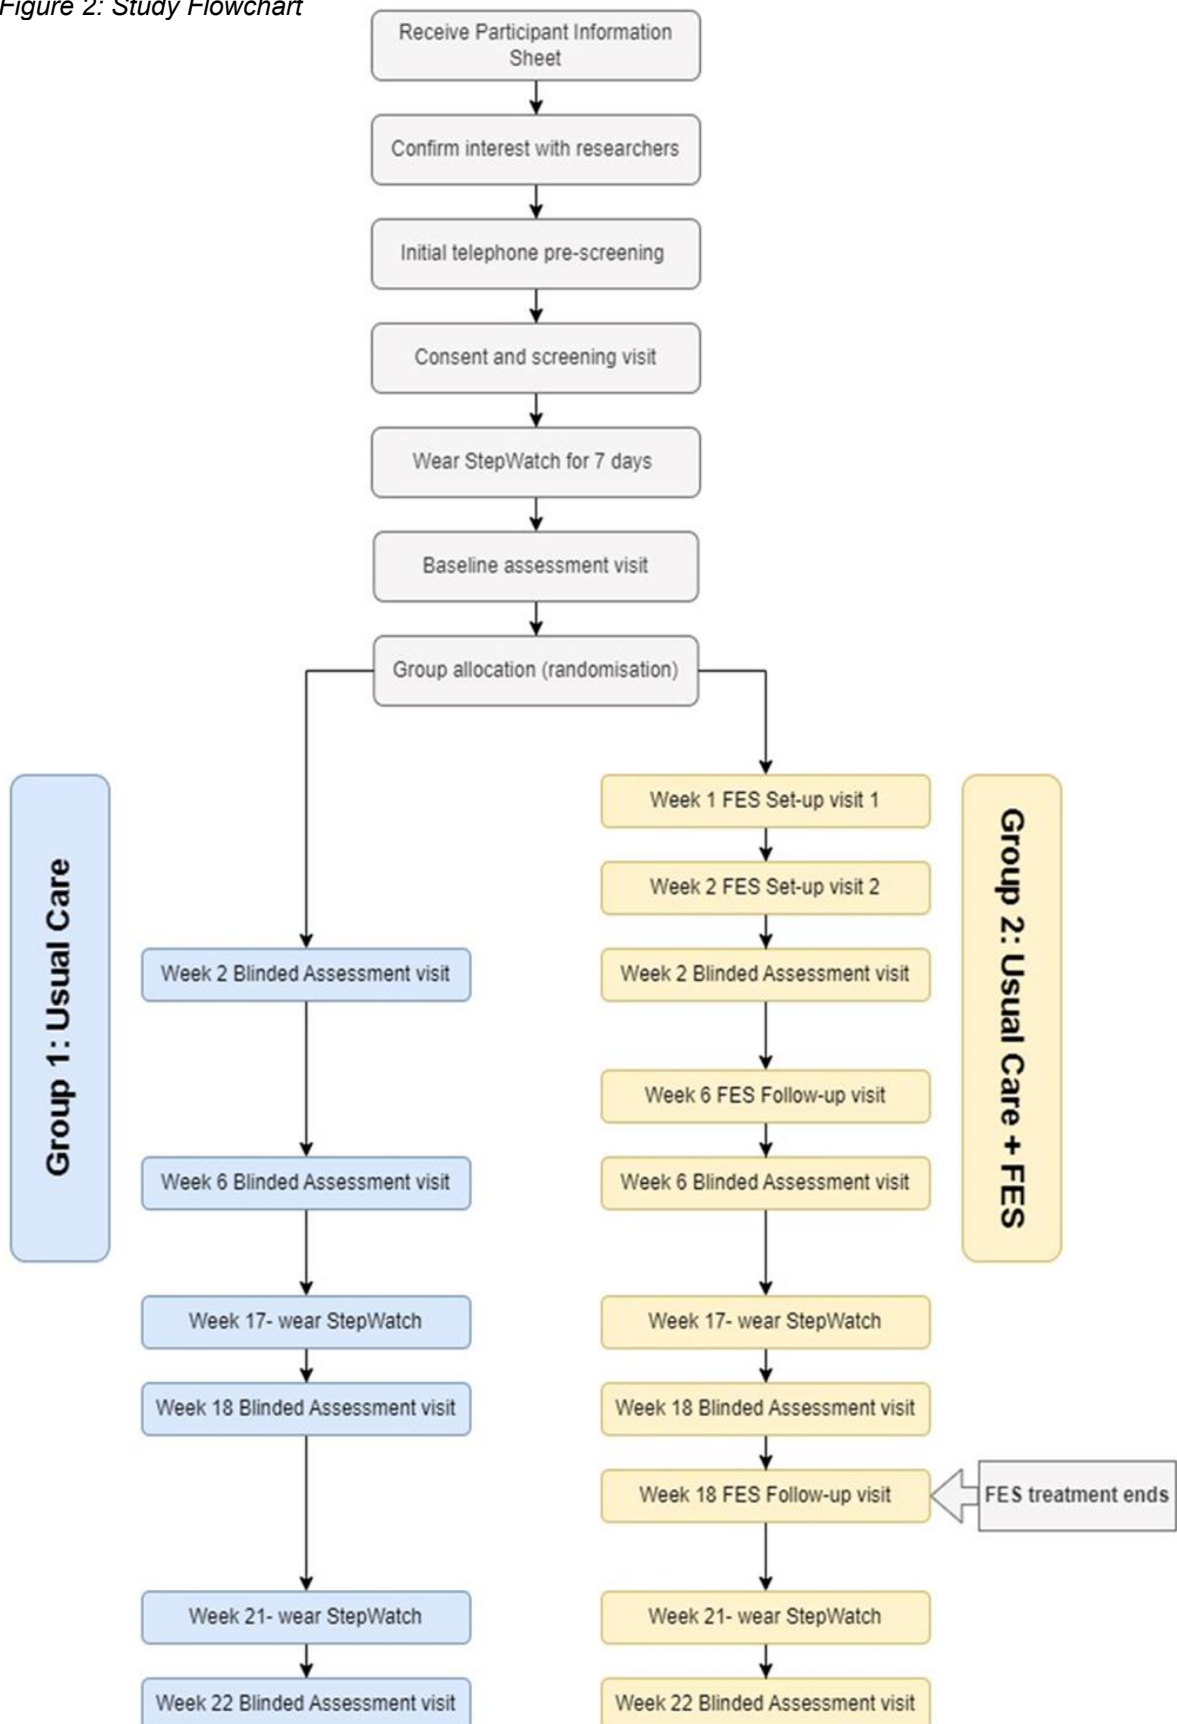 Figure 2: Study Flowchart
Receive Participant Information
Sheet
Confirm interest with researchers
Initial telephone pre-screening
Consent and screening visit
Wear StepWatch for 7 days
Baseline assessment visit
Group allocation (randomisation)
Group 1: Usual Care
Week 2 Blinded Assessment visit
Week 6 Blinded Assessment visit
Week 17- wear StepWatch
Week 18 Blinded Assessment visit
Week 21- wear StepWatch
Week 22 Blinded Assessment visit
Week 1 FES Set-up visit 1
Week 2 FES Set-up visit 2
Week 2 Blinded Assessment visit
Week 6 FES Follow-up visit
Week 6 Blinded Assessment visit
Week 17- wear StepWatch
Week 18 Blinded Assessment visit
Week 18 FES Follow-up visit
Week 21- wear StepWatch
Week 22 Blinded Assessment visit
Group 2: Usual Care + FES
FES treatment ends